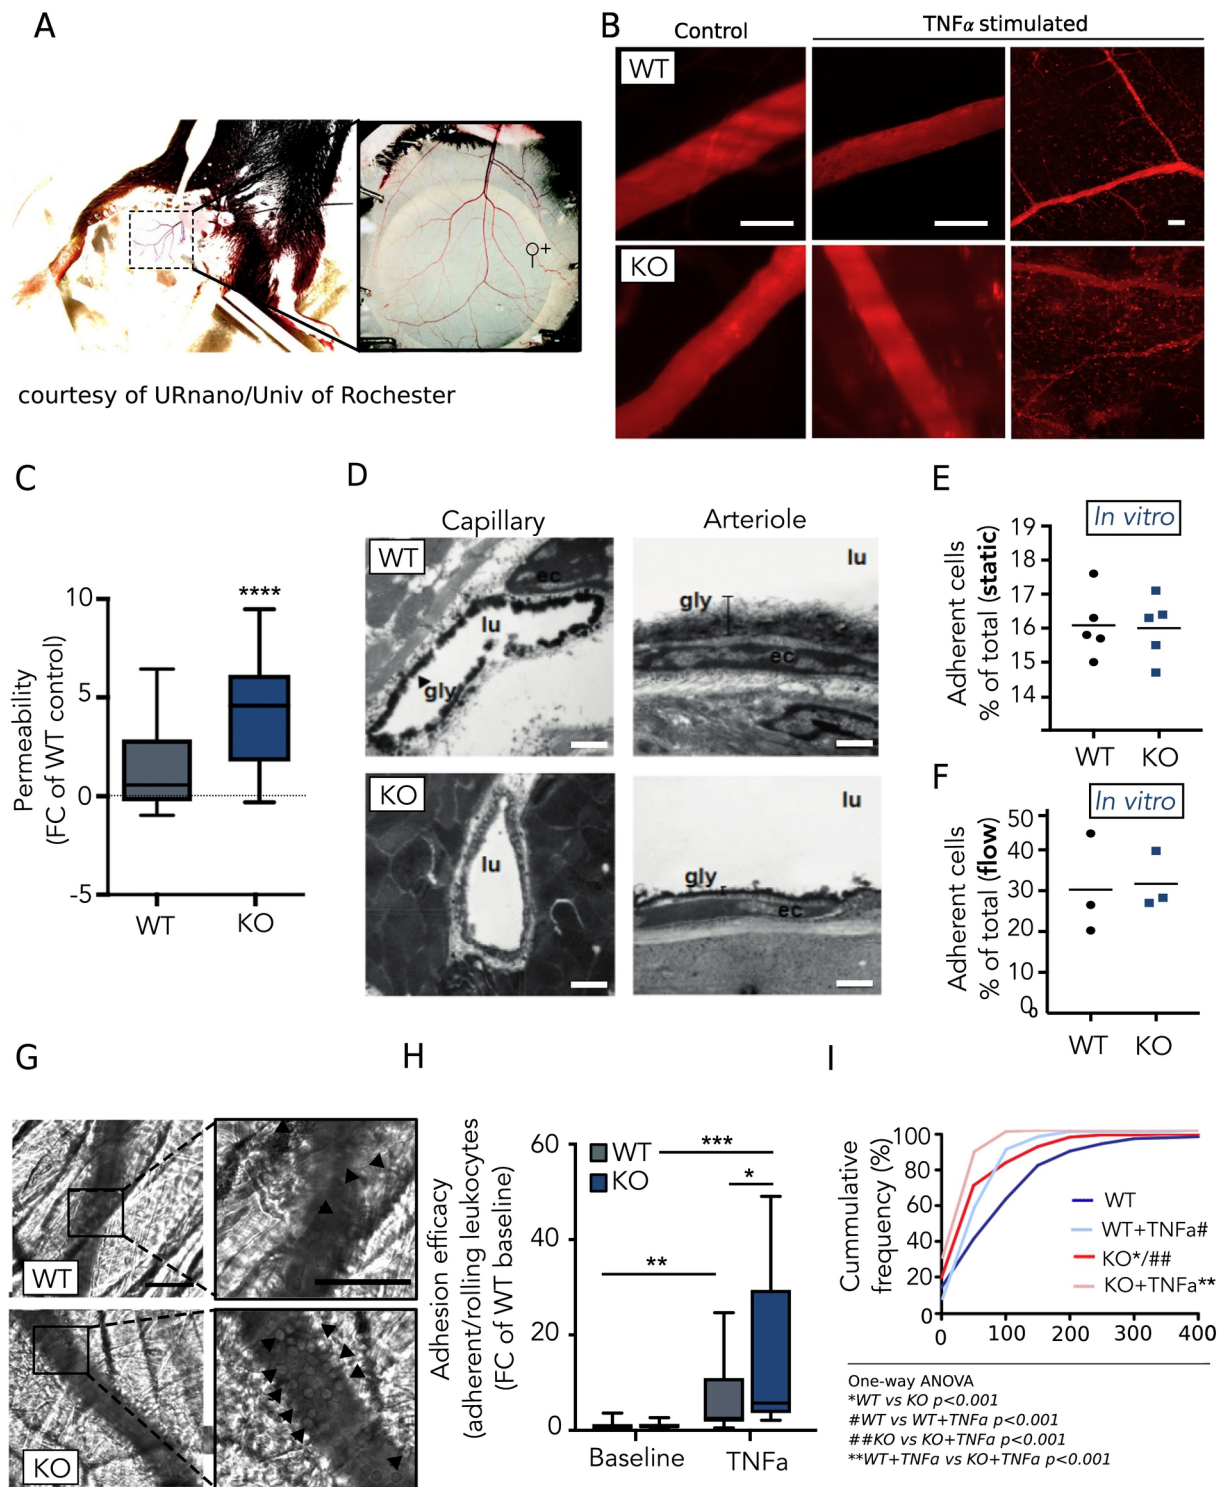 A
courtesy of URnano/Univ of Rochester
B
Control
TNFα stimulated
WT
KO
C
Permeability
(FC of WT control)
10
****
5
0
-5
WT
KO
D
Capillary
Arteriole
WT
ec
lu
gly
lu
gly
ec
KO
lu
lu
gly
ec
E
In vitro
Adherent cells
% of total (static)
19
18
17
16
15
14
WT
KO
F
In vitro
Adherent cells
% of total (flow)
50
40
30
20
10
0
0
WT
KO
G
WT
KO
H
Adhesion efficacy
(adherent/rolling leukocytes
(FC of WT baseline)
60
40
20
0
WT
KO
***
*
**
Baseline
TNFa
I
Cummulative
frequency (%)
100
80
60
40
20
0
WT
WT+TNFa#
KO*/##
KO+TNFa**
0
100
200
300
400
One-way ANOVA
*WT vs KO p<0.001
#WT vs WT+TNFa p<0.001
##KO vs KO+TNFa p<0.001
**WT+TNFa vs KO+TNFa p<0.001